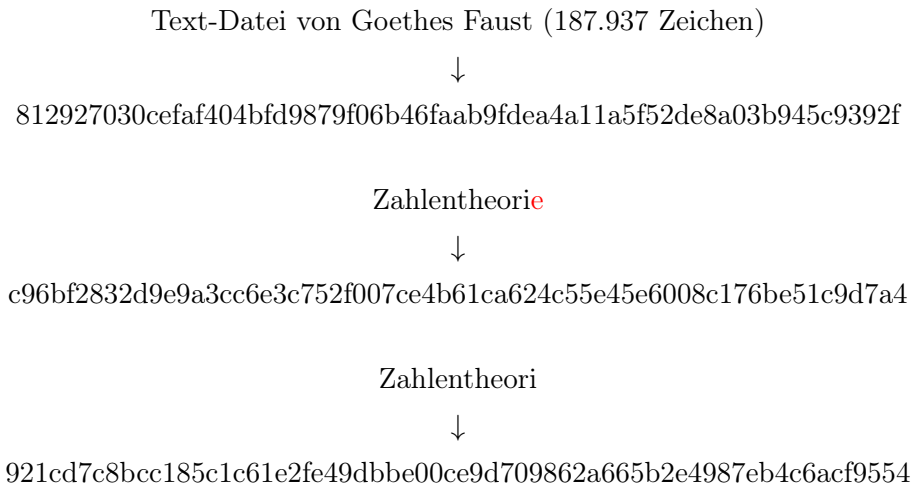 Text-Datei von Goethes Faust (187.937 Zeichen)
↓
812927030cefaf404bfd9879f06b46faab9fdea4a11a5f52de8a03b945c9392f
Zahlentheorie
↓
c96bf2832d9e9a3cc6e3c752f007ce4b61ca624c55e45e6008c176be51c9d7a4
Zahlentheori
↓
921cd7c8bcc185c1c61e2fe49dbbe00ce9d709862a665b2e4987eb4c6acf9554